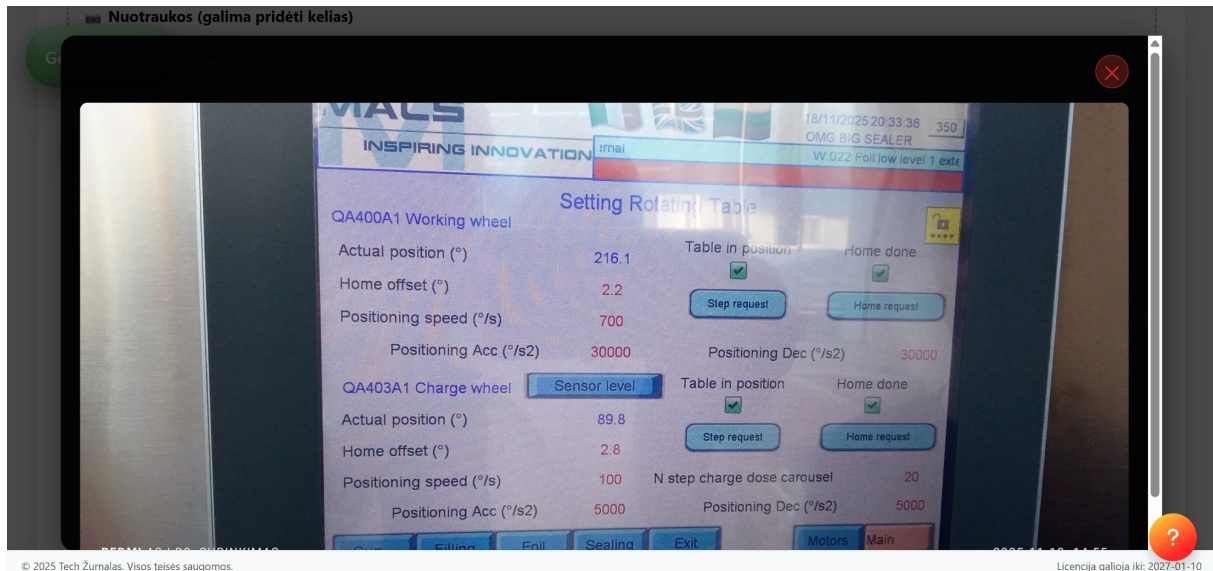 Nuotraukos (galima pridėti kelias)
MACS
INSPIRING INNOVATION
18/11/2025 20:33:36
350
OMG BIG SEALER
ernal
W.022 Foil low level 1 exte
Setting Rotating Table
QA400A1 Working wheel
Actual position (°) 216.1 Table in position Home done
Home offset (°) 2.2 Step request Home request
Positioning speed (°/s) 700
Positioning Acc (°/s2) 30000 Positioning Dec (°/s2) 30000
QA403A1 Charge wheel Sensor level Table in position Home done
Actual position (°) 89.8
Home offset (°) 2.8 Step request Home request
Positioning speed (°/s) 100 N step charge dose carousel 20
Positioning Acc (°/s2) 5000 Positioning Dec (°/s2) 5000
Filling Foil Sealing Exit Motors Main
?
© 2025 Tech Žurnalas. Visos teisės saugomos. Licencija galioja iki: 2027-01-10